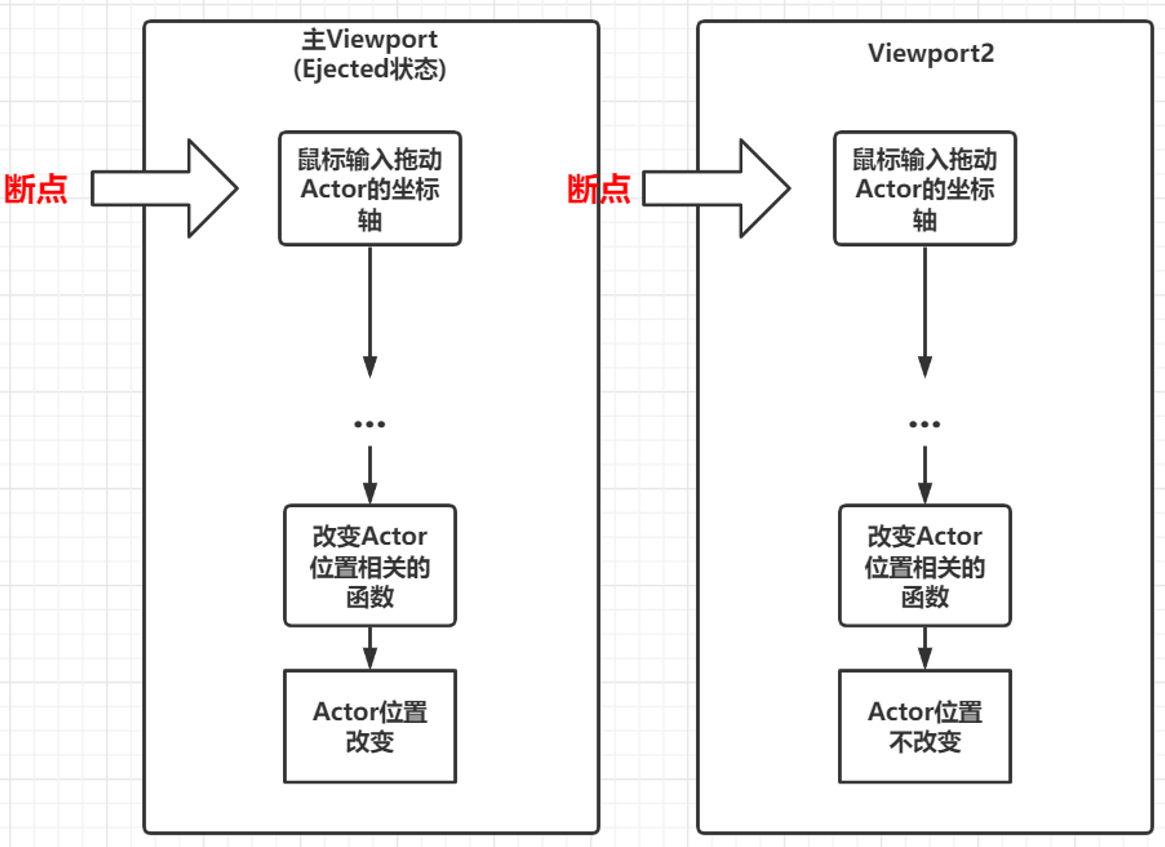 主Viewport
(Ejected状态)
断点
鼠标输入拖动
Actor的坐标
轴
...
改变Actor
位置相关的
函数
Actor位置
改变
Viewport2
断点
鼠标输入拖动
Actor的坐标
轴
...
改变Actor
位置相关的
函数
Actor位置
不改变